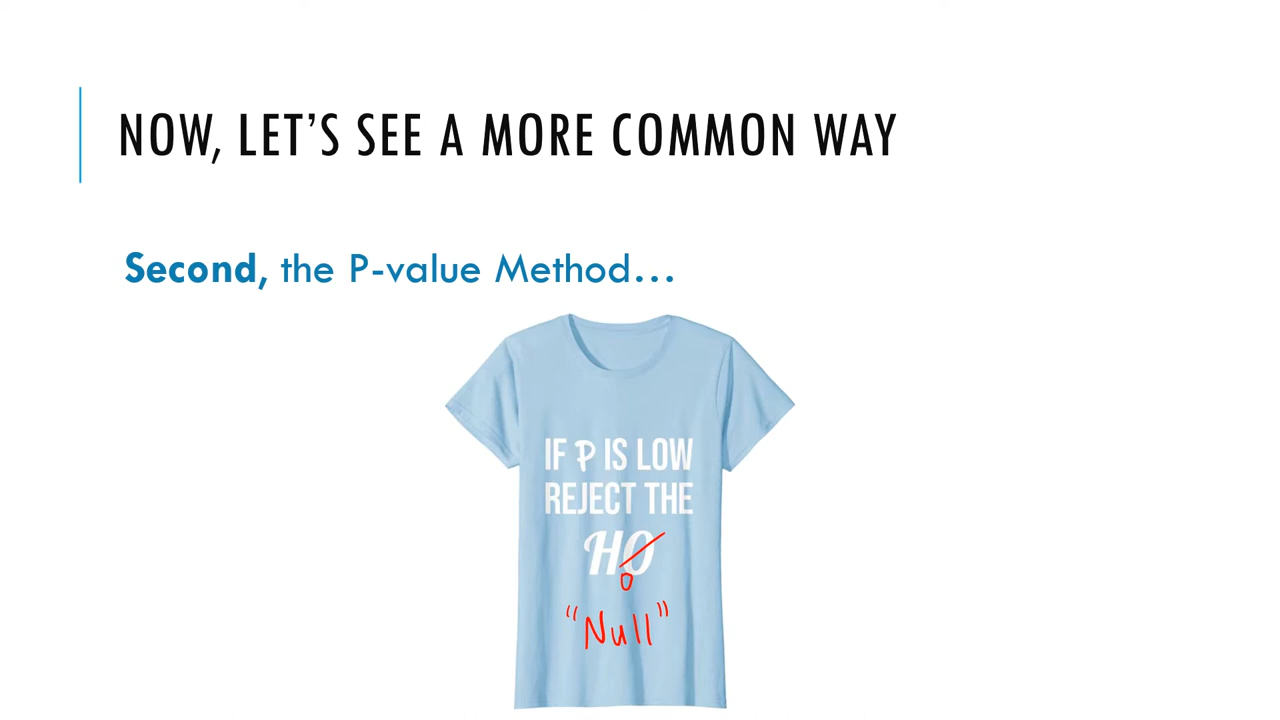 NOW, LET’S SEE A MORE COMMON WAY
Second, the P-value Method…
IF P IS LOW
REJECT THE
HO
0
"Null"